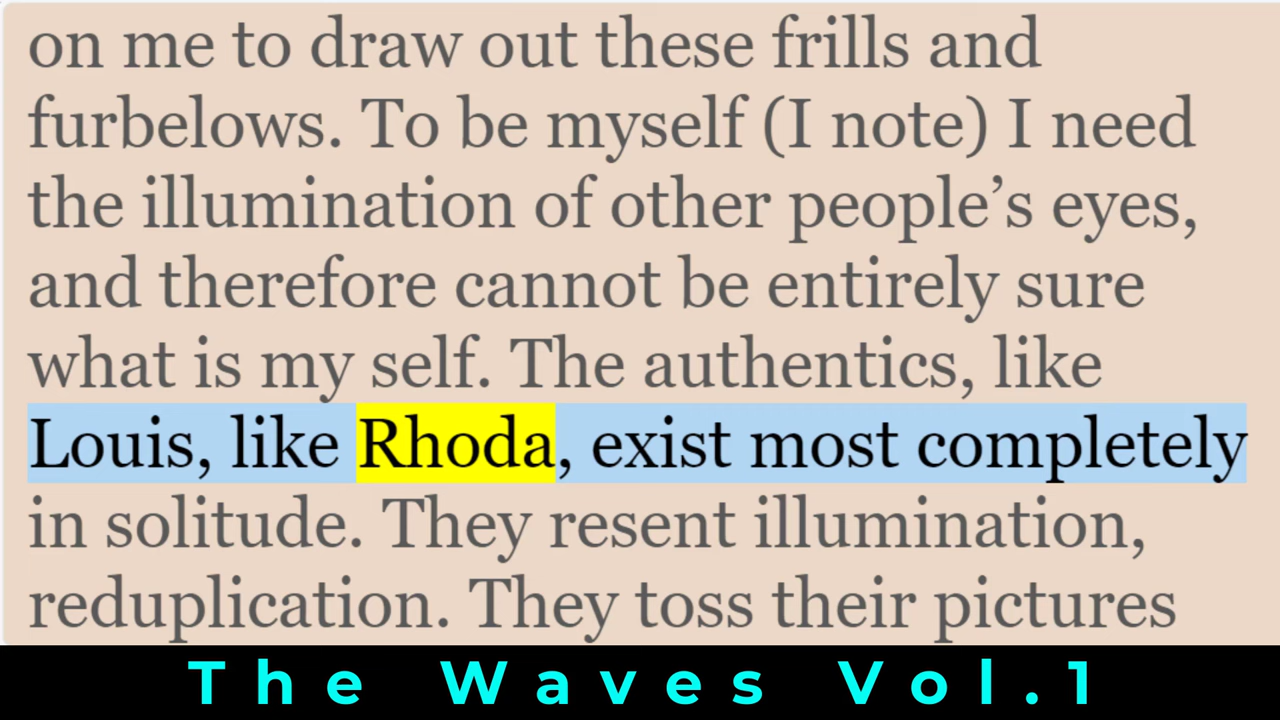 on me to draw out these frills and
furbelows. To be myself (I note) I need
the illumination of other people’s eyes,
and therefore cannot be entirely sure
what is my self. The authentics, like
Louis, like Rhoda, exist most completely
in solitude. They resent illumination,
reduplication. They toss their pictures
The Waves Vol.1